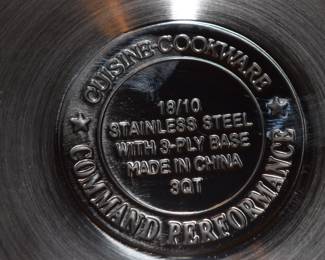 CUISINE-COOKWARE
18/10
STAINLESS STEEL
WITH 3-PLY BASE
MADE IN CHINA
3QT
COMMAND PERFORMANCE